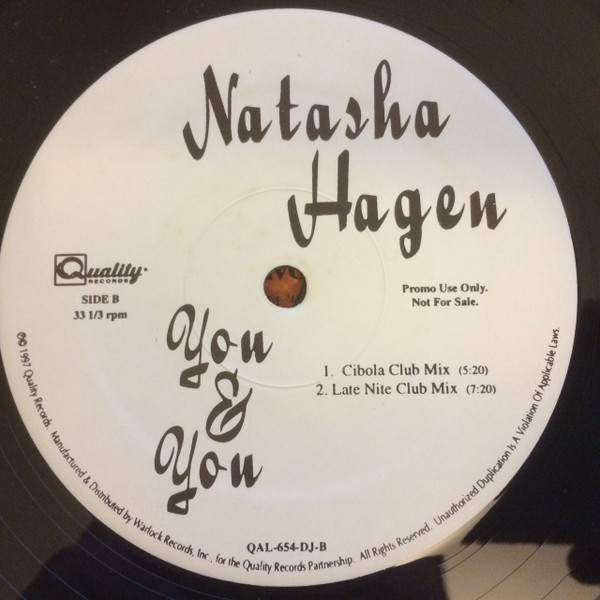 Natasha
Hagen
Quality
RECORDS
SIDE B
33 1/3 rpm
Promo Use Only.
Not For Sale.
You
&
You
1. Cibola Club Mix (5:20)
2. Late Nite Club Mix (7:20)
QAL-654-DJ-B
℗© 1997 Quality Records. Manufactured & Distributed by Warlock Records, Inc., for the Quality Records Partnership. All Rights Reserved. Unauthorized Duplication Is A Violation Of Applicable Laws.